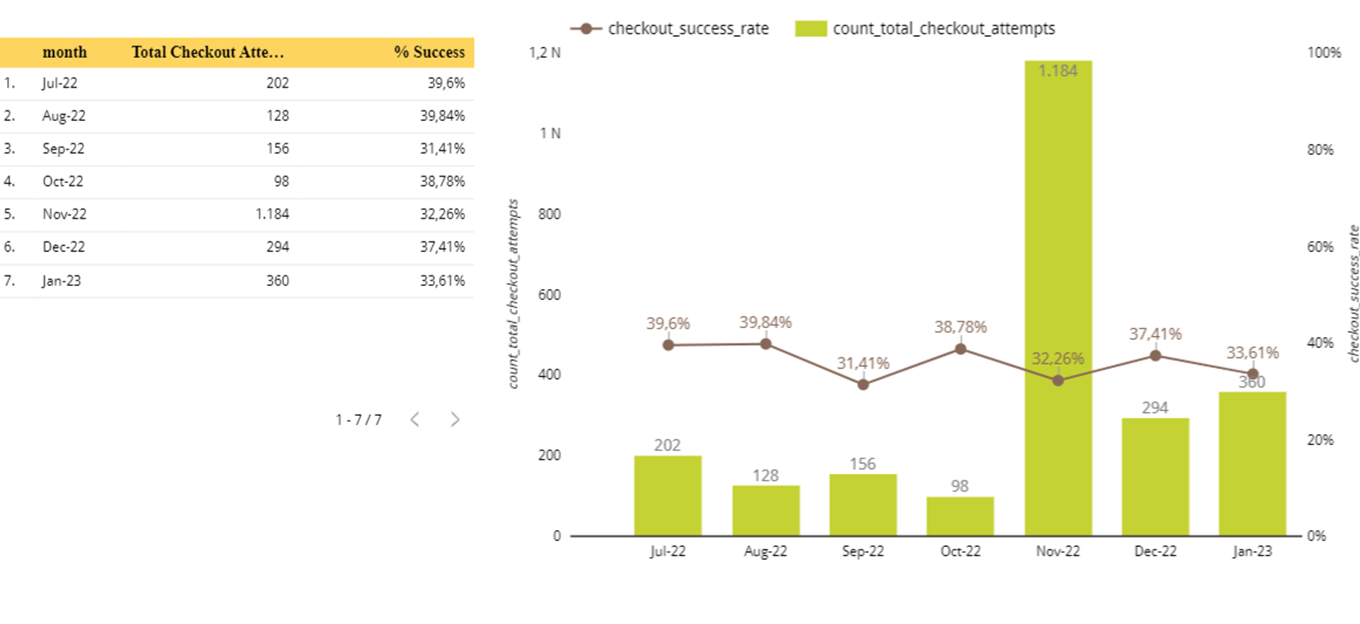 month Total Checkout Atte... % Success
1. Jul-22 202 39,6%
2. Aug-22 128 39,84%
3. Sep-22 156 31,41%
4. Oct-22 98 38,78%
5. Nov-22 1.184 32,26%
6. Dec-22 294 37,41%
7. Jan-23 360 33,61%
1 - 7 / 7
checkout_success_rate count_total_checkout_attempts
count_total_checkout_attempts
1,2 N
1 N
800
600
400
200
0
39,6% 39,84% 31,41% 38,78% 32,26% 37,41% 33,61%
202 128 156 98 1.184 294 360
Jul-22 Aug-22 Sep-22 Oct-22 Nov-22 Dec-22 Jan-23
100%
80%
60%
40%
20%
0%
checkout_success_rate